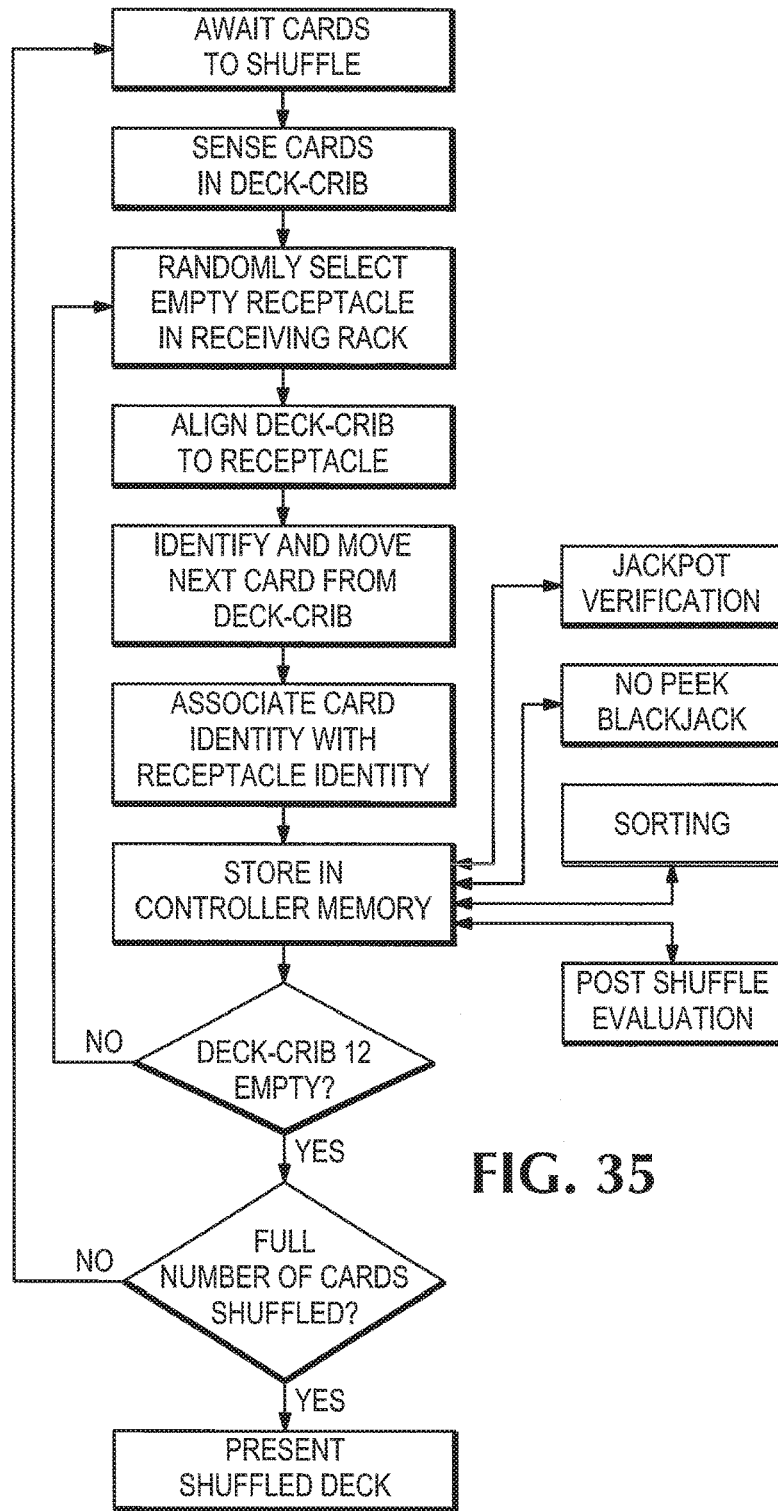 AWAIT CARDS
TO SHUFFLE
SENSE CARDS
IN DECK-CRIB
RANDOMLY SELECT
EMPTY RECEPTACLE
IN RECEIVING RACK
ALIGN DECK-CRIB
TO RECEPTACLE
IDENTIFY AND MOVE
NEXT CARD FROM
DECK-CRIB
ASSOCIATE CARD
IDENTITY WITH
RECEPTACLE IDENTITY
STORE IN
CONTROLLER MEMORY
JACKPOT
VERIFICATION
NO PEEK
BLACKJACK
SORTING
POST SHUFFLE
EVALUATION
NO
DECK-CRIB 12
EMPTY?
YES
FIG. 35
NO
FULL
NUMBER OF CARDS
SHUFFLED?
YES
PRESENT
SHUFFLED DECK